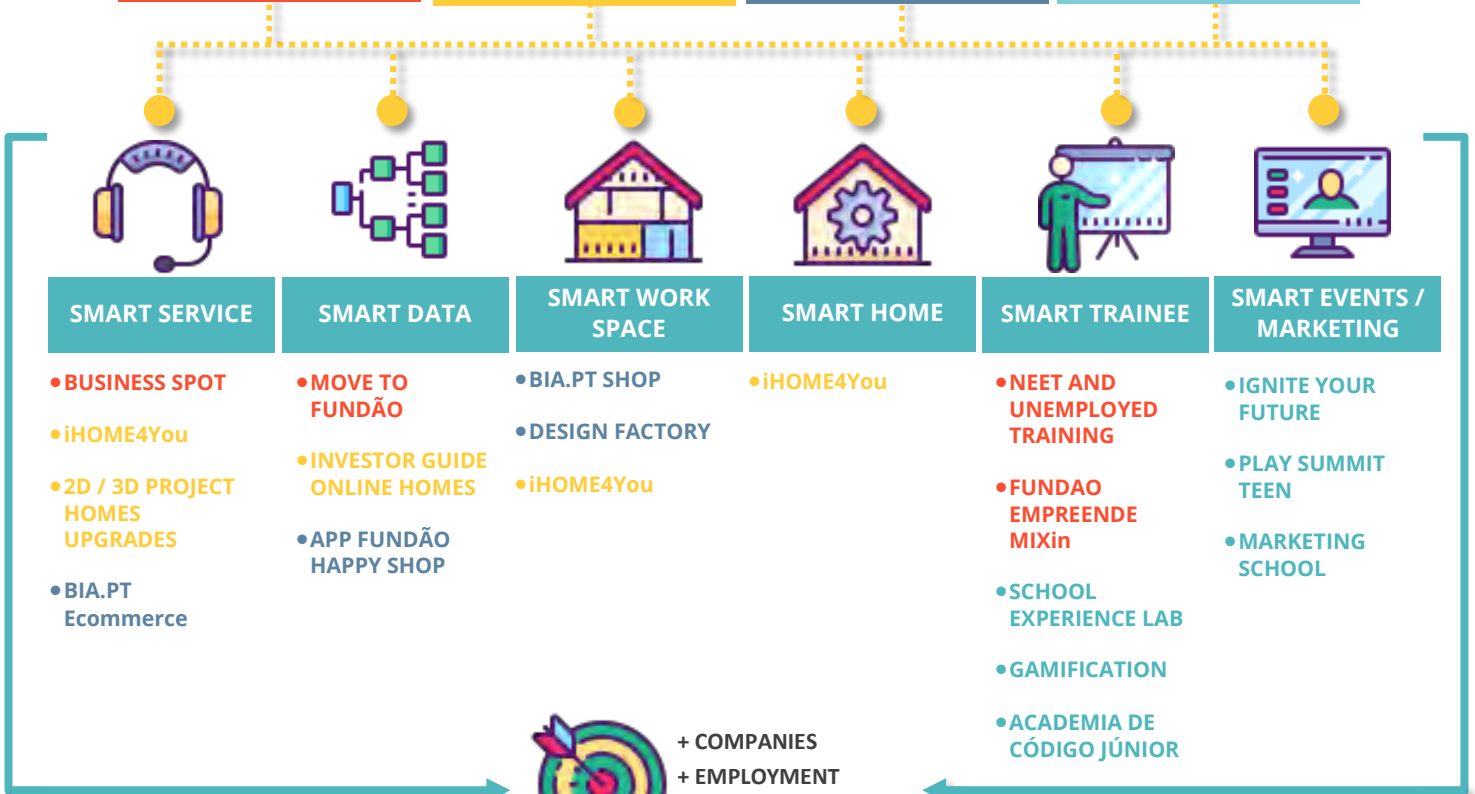 SMART SERVICE
SMART DATA
SMART WORK
SPACE
SMART HOME
SMART TRAINEE
SMART EVENTS /
MARKETING
•BUSINESS SPOT
•iHOME4You
•2D / 3D PROJECT
HOMES
UPGRADES
•BIA.PT
Ecommerce
•MOVE TO
FUNDÃO
•INVESTOR GUIDE
ONLINE HOMES
•APP FUNDÃO
HAPPY SHOP
•BIA.PT SHOP
•DESIGN FACTORY
•iHOME4You
•iHOME4You
•NEET AND
UNEMPLOYED
TRAINING
•FUNDAO
EMPREENDE
MIXin
•SCHOOL
EXPERIENCE LAB
•GAMIFICATION
•ACADEMIA DE
CÓDIGO JÚNIOR
•IGNITE YOUR
FUTURE
•PLAY SUMMIT
TEEN
•MARKETING
SCHOOL
+ COMPANIES
+ EMPLOYMENT